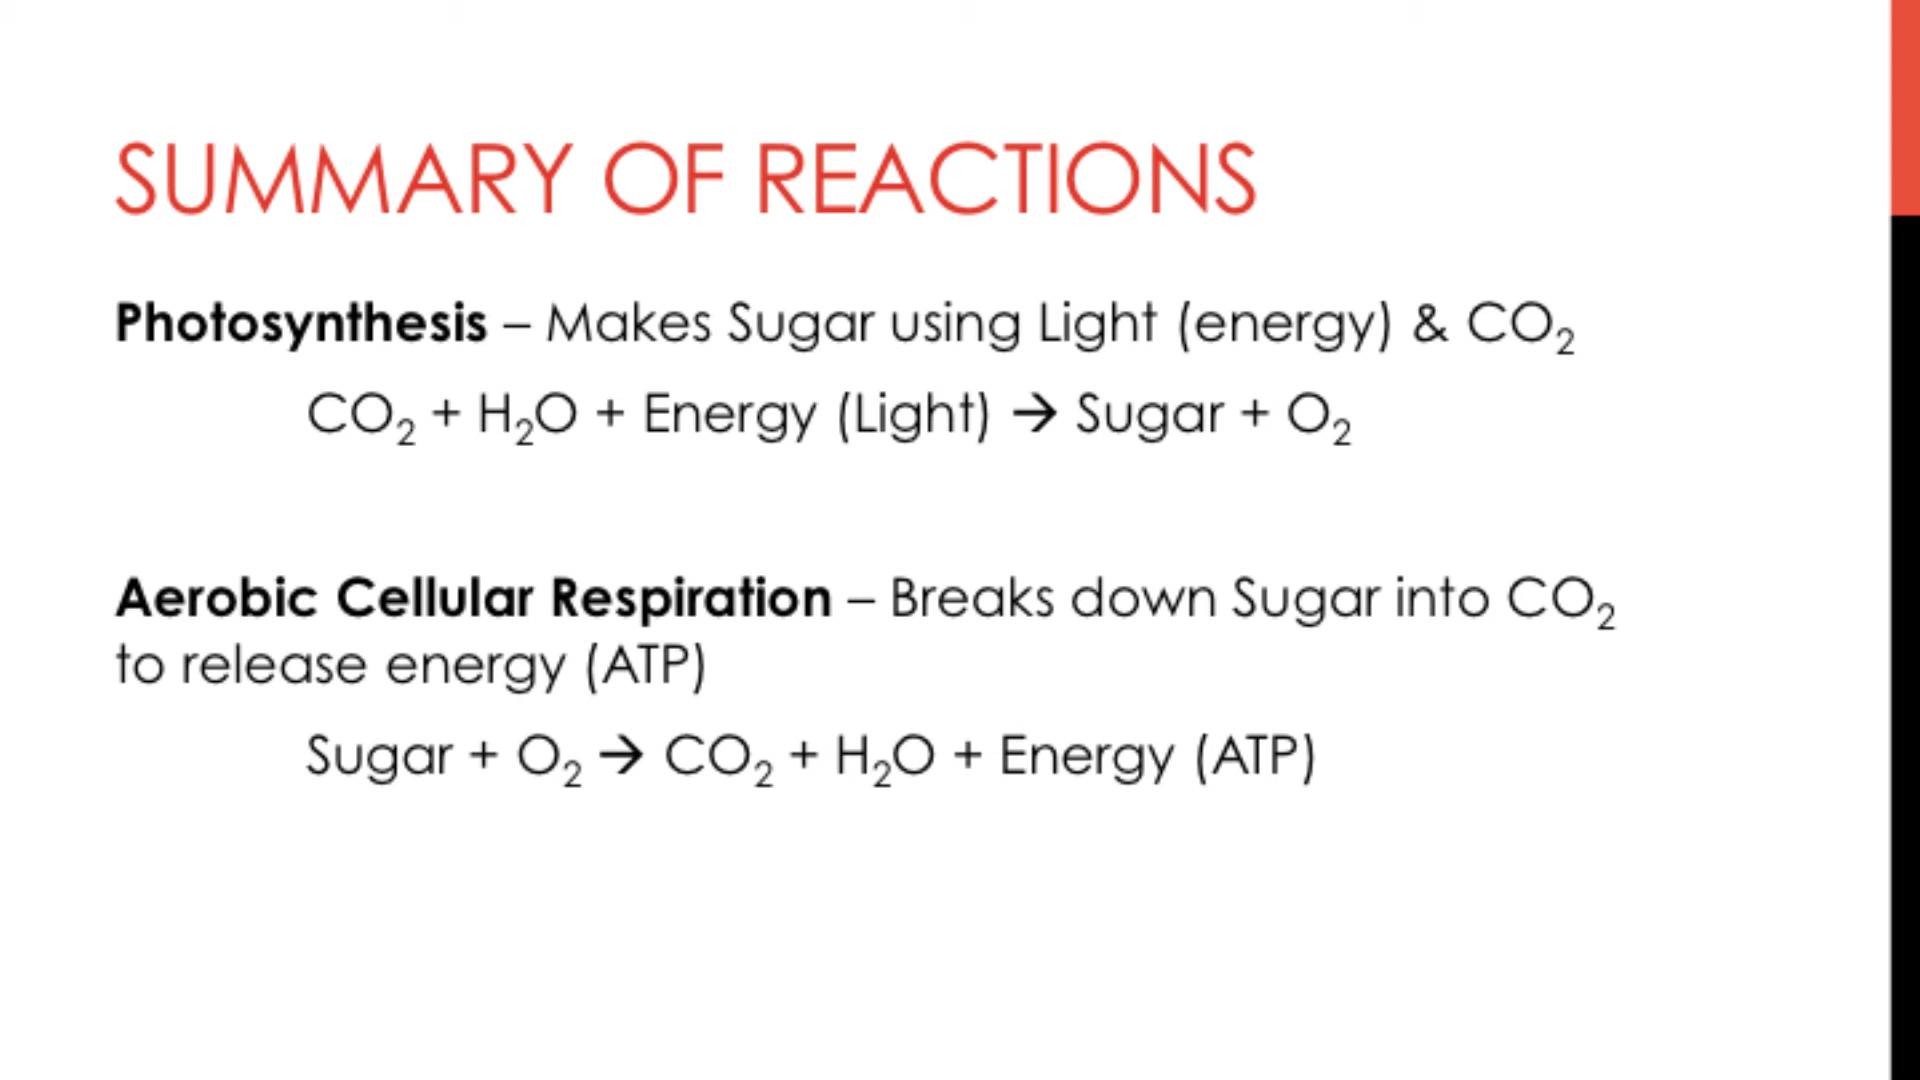 SUMMARY OF REACTIONS
Photosynthesis – Makes Sugar using Light (energy) & CO₂
CO₂ + H₂O + Energy (Light) → Sugar + O₂
Aerobic Cellular Respiration – Breaks down Sugar into CO₂
to release energy (ATP)
Sugar + O₂ → CO₂ + H₂O + Energy (ATP)